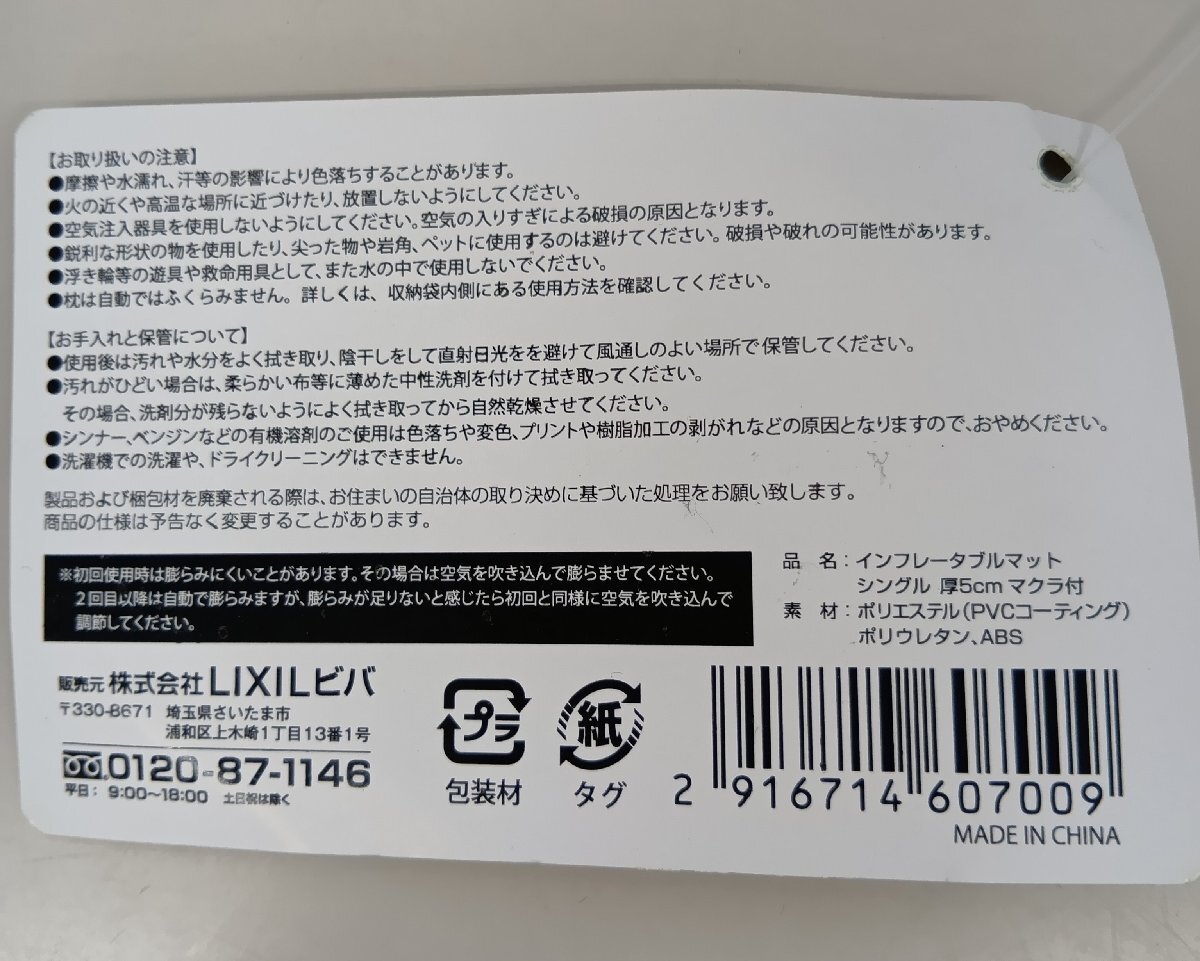 【お取り扱いの注意】
●摩擦や水濡れ、汗等の影響により色落ちすることがあります。
●火の近くや高温な場所に近づけたり、放置しないようにしてください。
●空気注入器具を使用しないようにしてください。空気の入りすぎによる破損の原因となります。
●鋭利な形状の物を使用したり、尖った物や岩角、ペットに使用するのは避けてください。破損や破れの可能性があります。
●浮き輪等の遊具や救命用具として、また水の中で使用しないでください。
●枕は自動ではふくらみません。詳しくは、収納袋内側にある使用方法を確認してください。
【お手入れと保管について】
●使用後は汚れや水分をよく拭き取り、陰干しをして直射日光をを避けて風通しのよい場所で保管してください。
●汚れがひどい場合は、柔らかい布等に薄めた中性洗剤を付けて拭き取ってください。
その場合、洗剤分が残らないようによく拭き取ってから自然乾燥させてください。
●シンナー、ベンジンなどの有機溶剤のご使用は色落ちや変色、プリントや樹脂加工の剥がれなどの原因となりますので、おやめください。
●洗濯機での洗濯や、ドライクリーニングはできません。
製品および梱包材を廃棄される際は、お住まいの自治体の取り決めに基づいた処理をお願い致します。
商品の仕様は予告なく変更することがあります。
※初回使用時は膨らみにくいことがあります。その場合は空気を吹き込んで膨らませてください。
2回目以降は自動で膨らみますが、膨らみが足りないと感じたら初回と同様に空気を吹き込んで
調節してください。
品 名：インフレータブルマット
シングル 厚5cm マクラ付
素 材：ポリエステル（PVCコーティング）
ポリウレタン、ABS
販売元 株式会社LIXILビバ
〒330-8671 埼玉県さいたま市
浦和区上木崎1丁目13番1号
0120-87-1146
平日：9:00〜18:00 土日祝は除く
プラ
包装材
紙
タグ
2 916714 607009
MADE IN CHINA